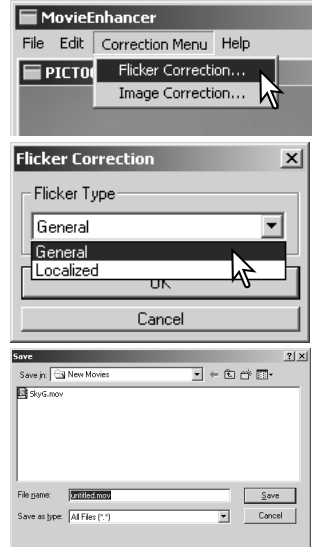 MovieEnhancer
File Edit Correction Menu Help
PICT0
Flicker Correction...
Image Correction...
Flicker Correction
Flicker Type
General
General
Localized
OK
Cancel
Save
Save in: New Movies
SkyG.mov
File name: untitled.mov Save
Save as type: All Files (*.*) Cancel